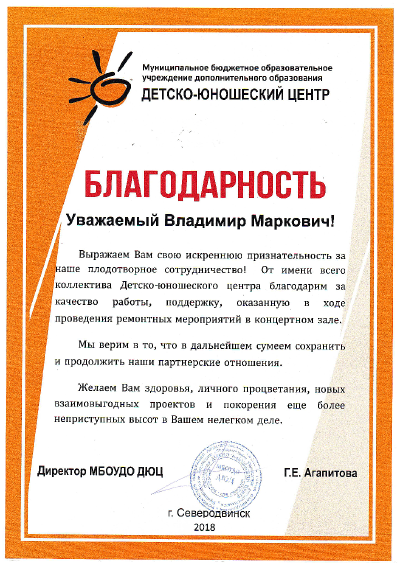 Муниципальное бюджетное образовательное
учреждение дополнительного образования
ДЕТСКО-ЮНОШЕСКИЙ ЦЕНТР
БЛАГОДАРНОСТЬ
Уважаемый Владимир Маркович!
Выражаем Вам свою искреннюю признательность за
наше плодотворное сотрудничество! От имени всего
коллектива Детско-юношеского центра благодарим за
качество работы, поддержку, оказанную в ходе
проведения ремонтных мероприятий в концертном зале.
Мы верим в то, что в дальнейшем сумеем сохранить
и продолжить наши партнерские отношения.
Желаем Вам здоровья, личного процветания, новых
взаимовыгодных проектов и покорения еще более
неприступных высот в Вашем нелегком деле.
Директор МБОУДО ДЮЦ Г.Е. Агапитова
г. Северодвинск
2018